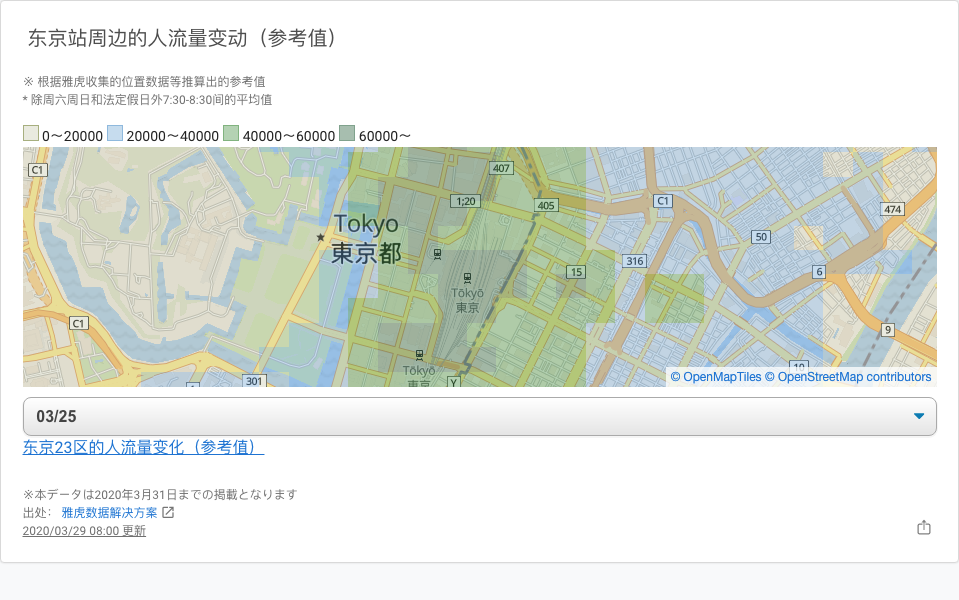 东京站周边的人流量变动（参考值）
※ 根据雅虎收集的位置数据等推算出的参考值
* 除周六周日和法定假日外7:30-8:30间的平均值
0～20000 20000～40000 40000～60000 60000～
C1
407
1;20
405
C1
474
Tokyo
東京都
50
316
15
6
Tōkyō
東京
C1
9
10
Tōkyō
東京
301
Y
© OpenMapTiles © OpenStreetMap contributors
03/25
东京23区的人流量变化（参考值）
※本データは2020年3月31日までの掲載となります
出处： 雅虎数据解决方案
2020/03/29 08:00 更新